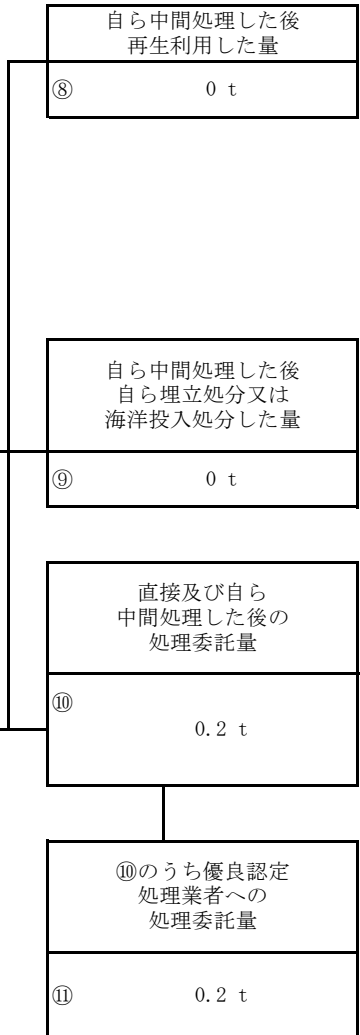 自ら中間処理した後
再生利用した量
⑧ 0 t
自ら中間処理した後
自ら埋立処分又は
海洋投入処分した量
⑨ 0 t
直接及び自ら
中間処理した後の
処理委託量
⑩
0.2 t
⑩のうち優良認定
処理業者への
処理委託量
⑪ 0.2 t